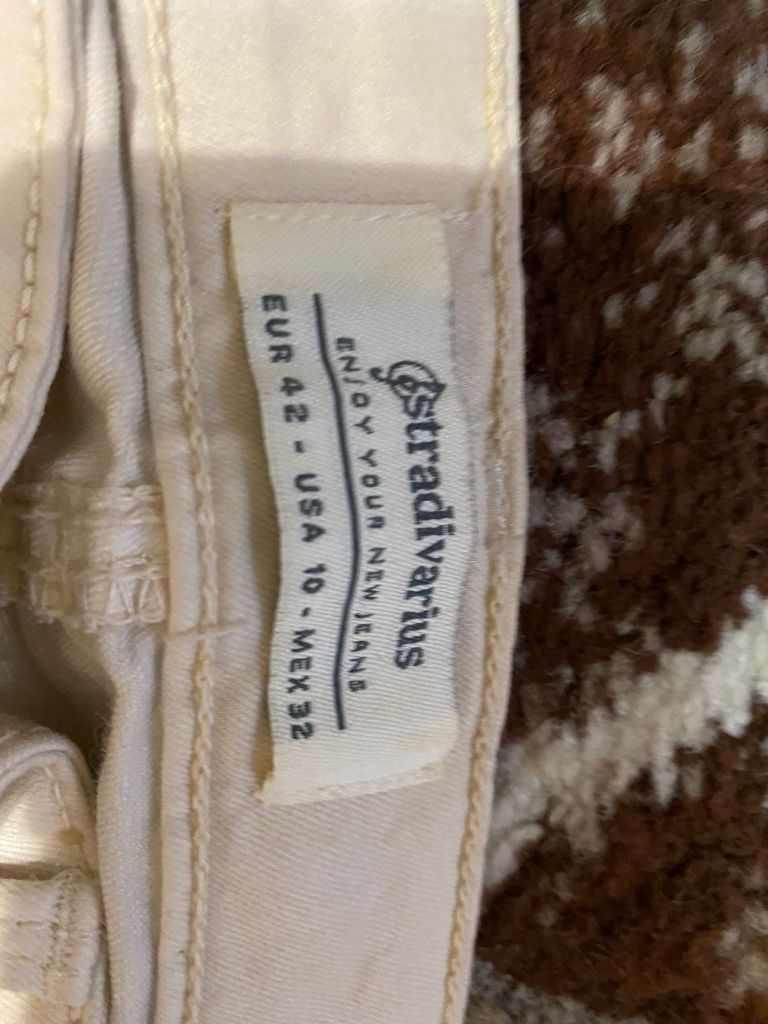 stradivarius
ENJOY YOUR NEW JEANS
EUR 42 - USA 10 - MEX 32